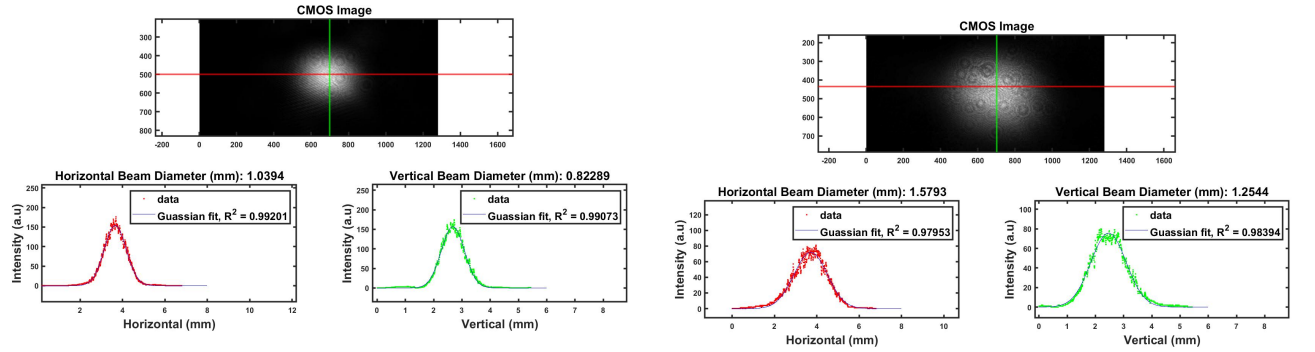 CMOS Image
300
400
500
600
700
800
-200 0 200 400 600 800 1000 1200 1400 1600
Horizontal Beam Diameter (mm): 1.0394
250
200
150
100
50
0
data
Guassian fit, R² = 0.99201
Intensity (a.u)
2 4 6 8 10 12
Horizontal (mm)
Vertical Beam Diameter (mm): 0.82289
250
200
150
100
50
0
data
Guassian fit, R² = 0.99073
Intensity (a.u)
0 1 2 3 4 5 6 7 8
Vertical (mm)
CMOS Image
200
300
400
500
600
700
-200 0 200 400 600 800 1000 1200 1400 1600
Horizontal Beam Diameter (mm): 1.5793
120
100
80
60
40
20
0
data
Guassian fit, R² = 0.97953
Intensity (a.u)
0 2 4 6 8 10
Horizontal (mm)
Vertical Beam Diameter (mm): 1.2544
100
80
60
40
20
0
data
Guassian fit, R² = 0.98394
Intensity (a.u)
0 1 2 3 4 5 6 7 8
Vertical (mm)